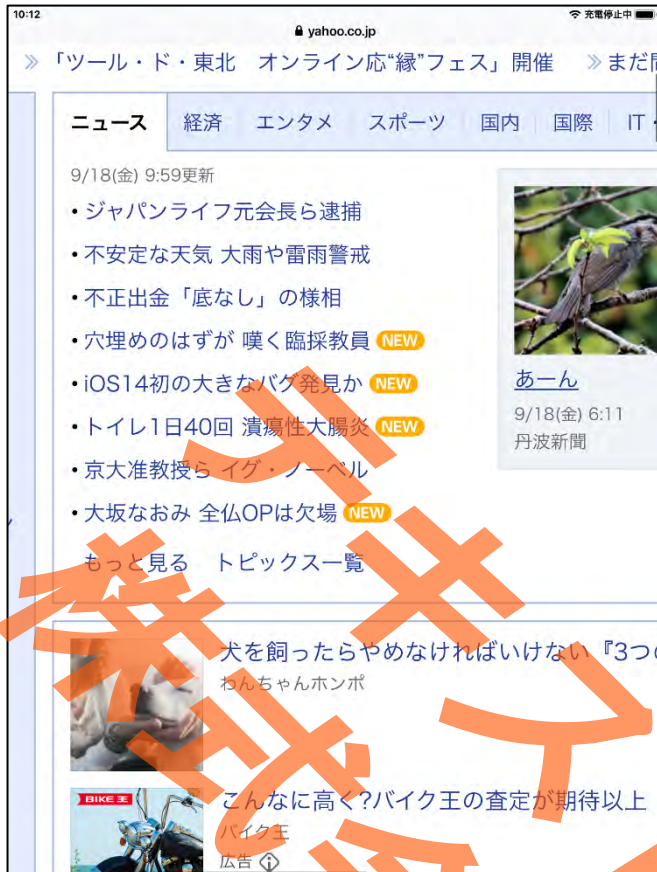 10:12
充電停止中
yahoo.co.jp
≫ 「ツール・ド・東北 オンライン応“縁”フェス」開催 ≫まだ
ニュース 経済 エンタメ スポーツ 国内 国際 IT・
9/18(金) 9:59更新
・ジャパンライフ元会長ら逮捕
・不安定な天気 大雨や雷雨警戒
・不正出金「底なし」の様相
・穴埋めのはずが 嘆く臨採教員 NEW
・iOS14初の大きなバグ発見か NEW
・トイレ1日40回 潰瘍性大腸炎 NEW
・京大准教授ら イグ・ノーベル
・大坂なおみ 全仏OPは欠場 NEW
もっと見る トピックス一覧
あーん
9/18(金) 6:11
丹波新聞
犬を飼ったらやめなければいけない『3つ
わんちゃんホンポ
BIKE王
こんなに高く?バイク王の査定が期待以上
バイク王
広告
テキス
株式会